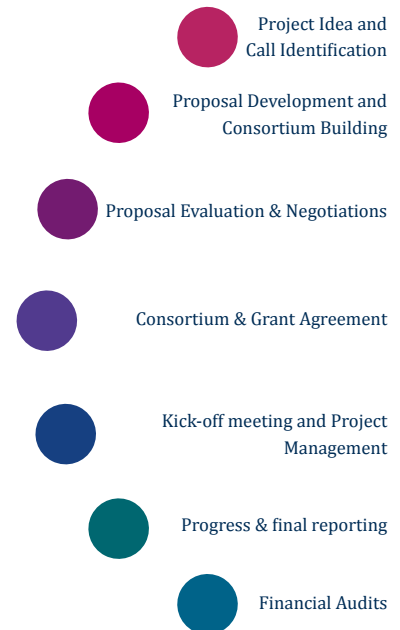 Project Idea and
Call Identification
Proposal Development and
Consortium Building
Proposal Evaluation & Negotiations
Consortium & Grant Agreement
Kick-off meeting and Project
Management
Progress & final reporting
Financial Audits